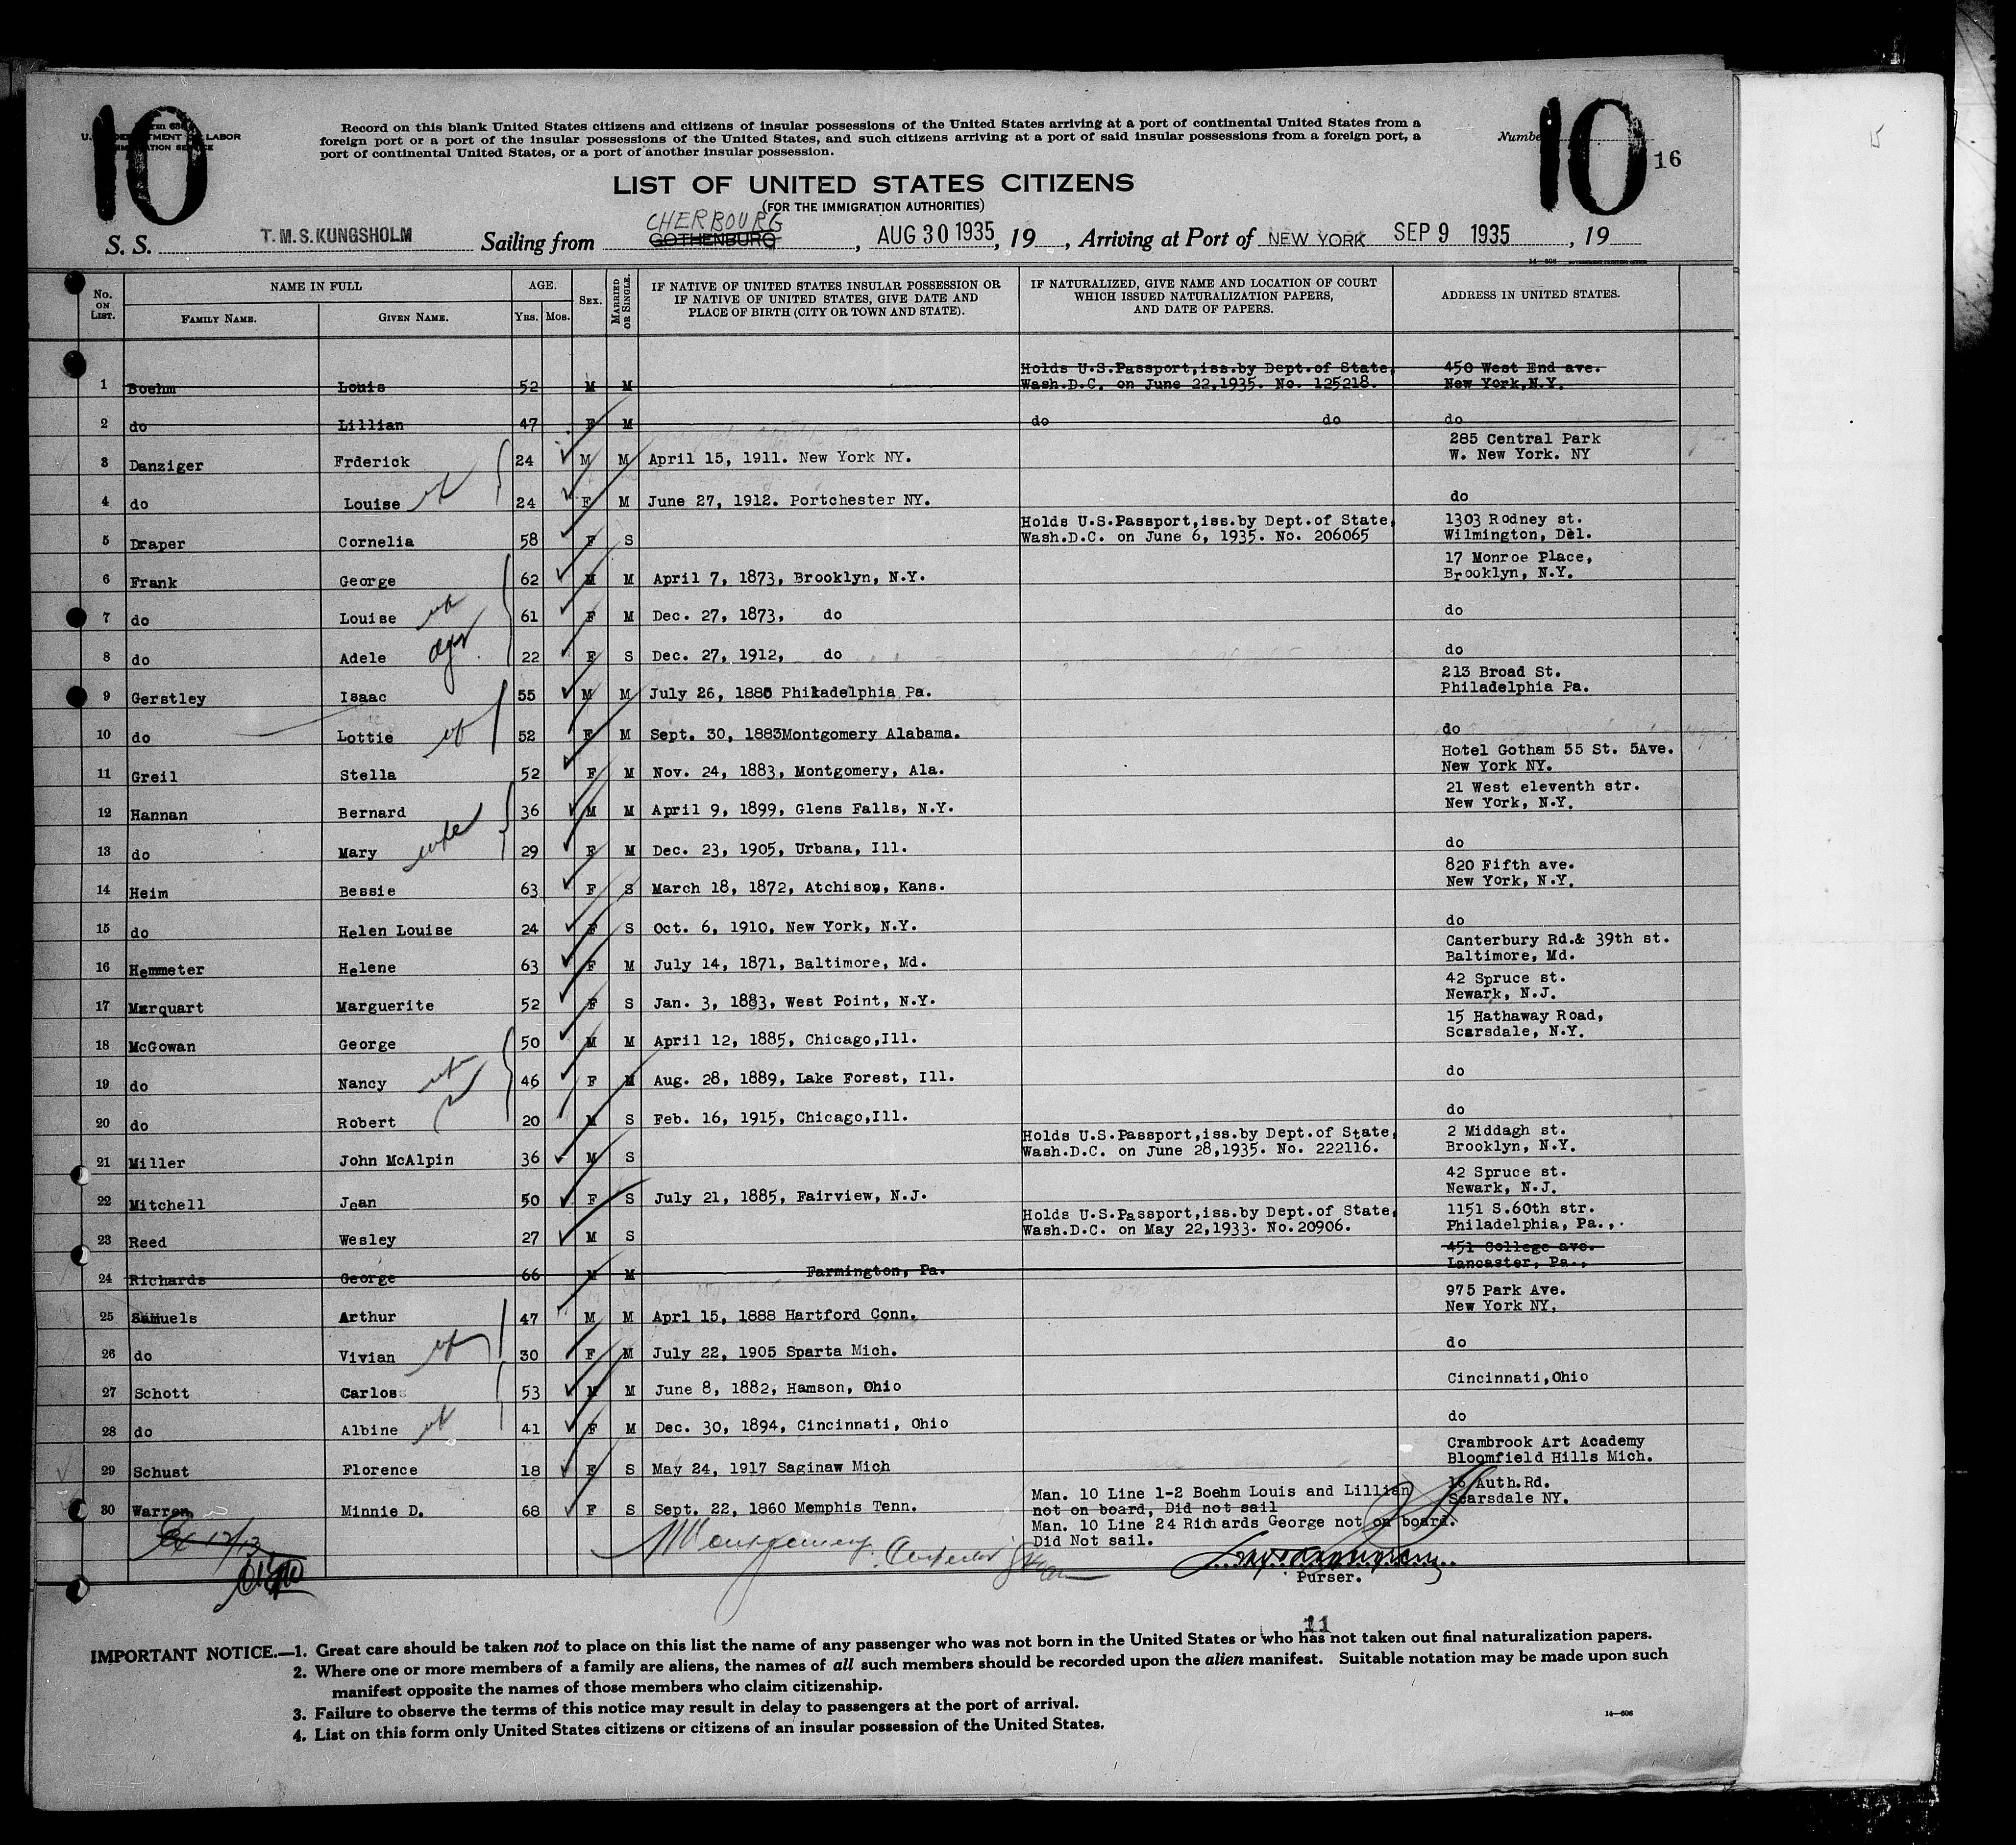 10
Form 630
U. S. DEPARTMENT OF LABOR
IMMIGRATION SERVICE
Record on this blank United States citizens and citizens of insular possessions of the United States arriving at a port of continental United States from a
foreign port or a port of the insular possessions of the United States, and such citizens arriving at a port of said insular possessions from a foreign port, a
port of continental United States, or a port of another insular possession.
Number 10 16
15
LIST OF UNITED STATES CITIZENS
(FOR THE IMMIGRATION AUTHORITIES)
CHERBOURG
S. S. T. M. S. KUNGSHOLM Sailing from GOTHENBURG, AUG 30 1935, 19 , Arriving at Port of NEW YORK SEP 9 1935, 19
14—608
No. ON LIST. NAME IN FULL AGE. SEX. MARRIED OR SINGLE. IF NATIVE OF UNITED STATES INSULAR POSSESSION OR IF NATIVE OF UNITED STATES, GIVE DATE AND PLACE OF BIRTH (CITY OR TOWN AND STATE). IF NATURALIZED, GIVE NAME AND LOCATION OF COURT WHICH ISSUED NATURALIZATION PAPERS, AND DATE OF PAPERS. ADDRESS IN UNITED STATES.
FAMILY NAME. GIVEN NAME. YRS. MOS.
Holds U.S.Passport,iss.by Dept.of State, 450 West End ave.
1 Boehm Louis 52 M M Wash.D.C. on June 22,1935. No. 125218. New York,N.Y.
2 do Lillian 47 F M do do do
285 Central Park
3 Danziger Frderick 24 M M April 15, 1911. New York NY. W. New York. NY
4 do Louise wf 24 F M June 27, 1912. Portchester NY. do
Holds U.S.Passport,iss.by Dept.of State, 1303 Rodney st.
5 Draper Cornelia 58 F S Wash.D.C. on June 6, 1935. No. 206065 Wilmington, Del.
17 Monroe Place,
6 Frank George 62 M M April 7, 1873, Brooklyn, N.Y. Brooklyn, N.Y.
7 do Louise wf 61 F M Dec. 27, 1873, do do
8 do Adele dgr 22 F S Dec. 27, 1912, do do
213 Broad St.
9 Gerstley Isaac 55 M M July 26, 1880 Philadelphia Pa. Philadelphia Pa.
10 do Lottie wf 52 F M Sept. 30, 1883Montgomery Alabama. do
Hotel Gotham 55 St. 5Ave.
11 Greil Stella 52 F M Nov. 24, 1883, Montgomery, Ala. New York NY.
21 West eleventh str.
12 Hannan Bernard 36 M M April 9, 1899, Glens Falls, N.Y. New York, N.Y.
13 do Mary wife 29 F M Dec. 23, 1905, Urbana, Ill. do
820 Fifth ave.
14 Heim Bessie 63 F S March 18, 1872, Atchison, Kans. New York, N.Y.
15 do Helen Louise 24 F S Oct. 6, 1910, New York, N.Y. do
Canterbury Rd.& 39th st.
16 Hemmeter Helene 63 F M July 14, 1871, Baltimore, Md. Baltimore, Md.
42 Spruce st.
17 Marquart Marguerite 52 F S Jan. 3, 1883, West Point, N.Y. Newark, N.J.
15 Hathaway Road,
18 McGowan George 50 M M April 12, 1885, Chicago,Ill. Scarsdale, N.Y.
19 do Nancy wf 46 F M Aug. 28, 1889, Lake Forest, Ill. do
20 do Robert 20 M S Feb. 16, 1915, Chicago,Ill. do
Holds U.S.Passport,iss.by Dept.of State, 2 Middagh st.
21 Miller John McAlpin 36 M S Wash.D.C. on June 28,1935. No. 222116. Brooklyn, N.Y.
42 Spruce st.
22 Mitchell Jean 50 F S July 21, 1885, Fairview, N.J. Newark, N.J.
Holds U.S.Passport,iss.by Dept.of State, 1151 S.60th str.
23 Reed Wesley 27 M S Wash.D.C. on May 22,1933. No.20906. Philadelphia, Pa.,.
451 College ave.
24 Richards George 66 M M Farmington, Pa. Lancaster, Pa.,
975 Park Ave.
25 Samuels Arthur 47 M M Aprl 15, 1888 Hartford Conn. New York NY.
26 do Vivian wf 30 F M July 22, 1905 Sparta Mich. do
27 Schott Carlos 53 M M June 8, 1882, Hamson, Ohio Cincinnati,Ohio
28 do Albine wf 41 F M Dec. 30, 1894, Cincinnati, Ohio do
Crambrook Art Academy
29 Schust Florence 18 F S May 24, 1917 Saginaw Mich Bloomfield Hills Mich.
Man. 10 Line 1-2 Boehm Louis and Lillian 16 Auth.Rd.
30 Warren, Minnie D. 68 F S Sept. 22, 1860 Memphis Tenn. not on board, Did not sail Scarsdale NY.
Man. 10 Line 24 Richards George not on board.
Did Not sail.
Purser.
11
IMPORTANT NOTICE.—1. Great care should be taken not to place on this list the name of any passenger who was not born in the United States or who has not taken out final naturalization papers.
2. Where one or more members of a family are aliens, the names of all such members should be recorded upon the alien manifest. Suitable notation may be made upon such
manifest opposite the names of those members who claim citizenship.
3. Failure to observe the terms of this notice may result in delay to passengers at the port of arrival.
4. List on this form only United States citizens or citizens of an insular possession of the United States.
14—608